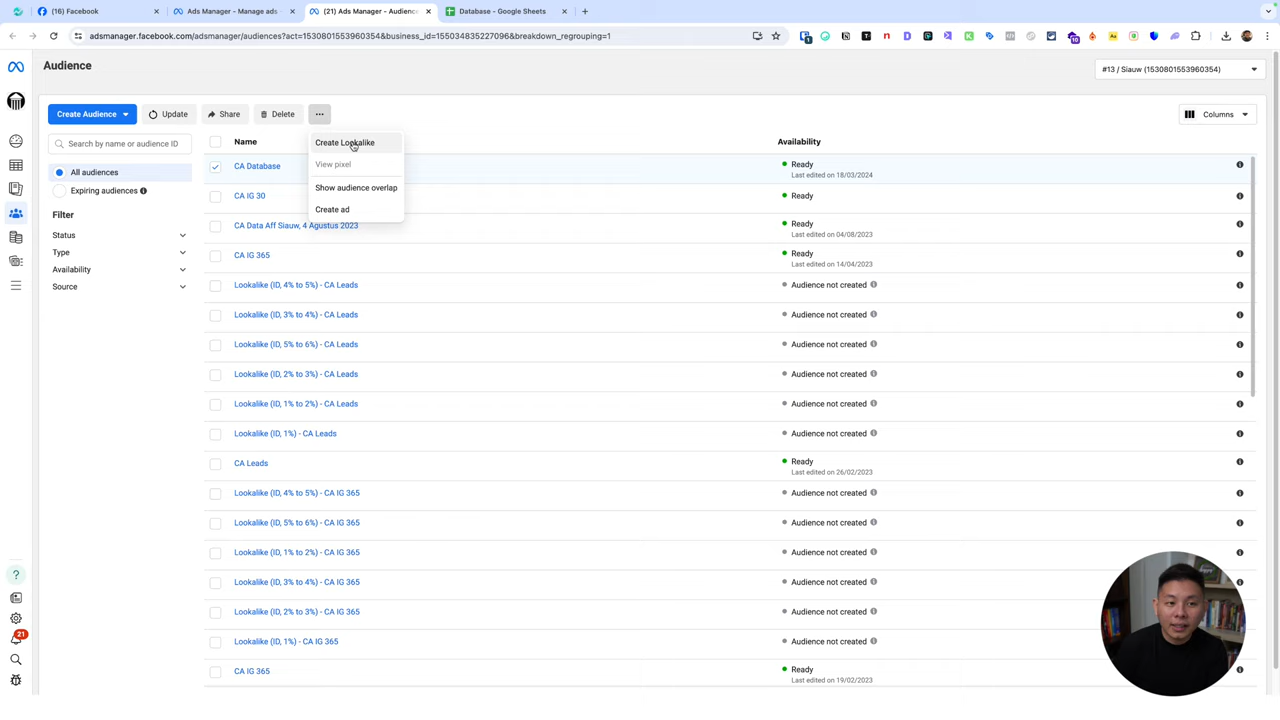 (16) Facebook
Ads Manager - Manage ads
(21) Ads Manager - Audience
Database - Google Sheets
adsmanager.facebook.com/adsmanager/audiences?act=1530801553960354&business_id=155034835227096&breakdown_regrouping=1
10
Audience
#13 / Siauw (1530801553960354)
Create Audience
Update
Share
Delete
...
Columns
Search by name or audience ID
Name
Availability
Create Lookalike
View pixel
Show audience overlap
Create ad
All audiences
Expiring audiences
Filter
Status
Type
Availability
Source
CA Database
Ready
Last edited on 18/03/2024
CA IG 30
Ready
CA Data Aff Siauw, 4 Agustus 2023
Ready
Last edited on 04/08/2023
CA IG 365
Ready
Last edited on 14/04/2023
Lookalike (ID, 4% to 5%) - CA Leads
Audience not created
Lookalike (ID, 3% to 4%) - CA Leads
Audience not created
Lookalike (ID, 5% to 6%) - CA Leads
Audience not created
Lookalike (ID, 2% to 3%) - CA Leads
Audience not created
Lookalike (ID, 1% to 2%) - CA Leads
Audience not created
Lookalike (ID, 1%) - CA Leads
Audience not created
CA Leads
Ready
Last edited on 26/02/2023
Lookalike (ID, 4% to 5%) - CA IG 365
Audience not created
Lookalike (ID, 5% to 6%) - CA IG 365
Audience not created
Lookalike (ID, 1% to 2%) - CA IG 365
Audience not created
Lookalike (ID, 3% to 4%) - CA IG 365
Audience not created
Lookalike (ID, 2% to 3%) - CA IG 365
Audience not created
Lookalike (ID, 1%) - CA IG 365
Audience not created
CA IG 365
Ready
Last edited on 19/02/2023
21